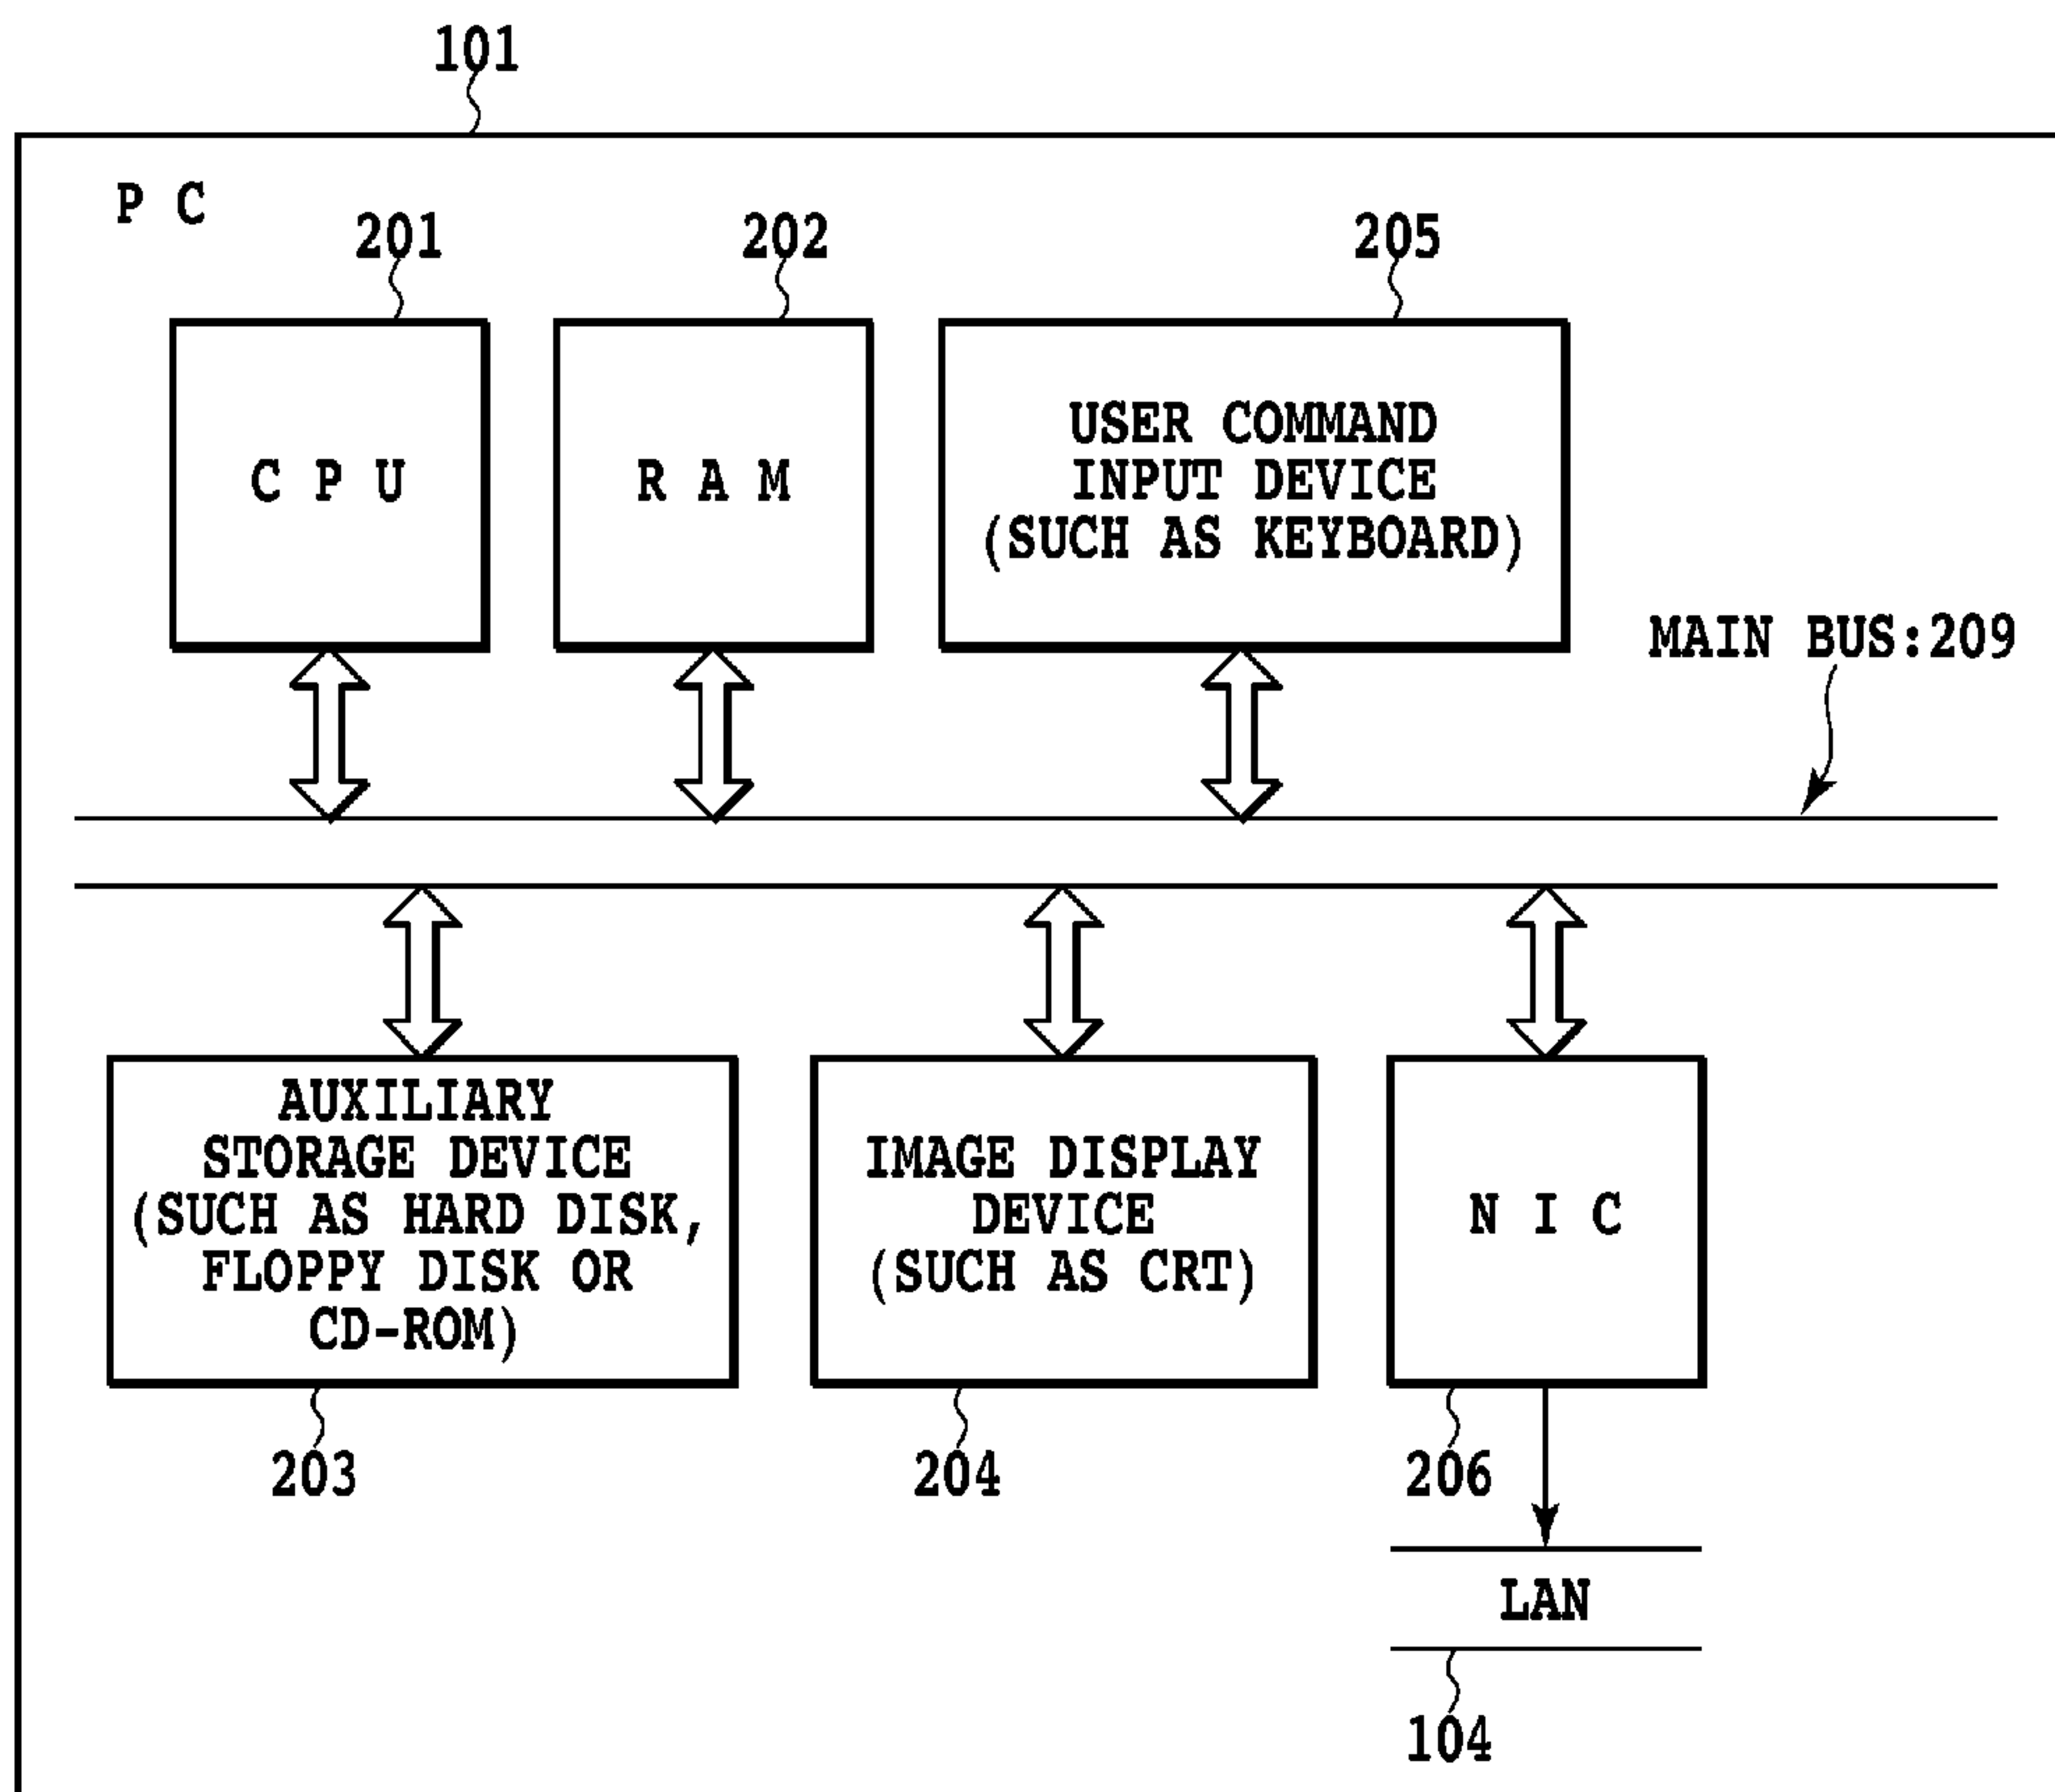 101
P C
201
202
205
C P U
R A M
USER COMMAND
INPUT DEVICE
(SUCH AS KEYBOARD)
MAIN BUS:209
AUXILIARY
STORAGE DEVICE
(SUCH AS HARD DISK,
FLOPPY DISK OR
CD-ROM)
IMAGE DISPLAY
DEVICE
(SUCH AS CRT)
N I C
203
204
206
LAN
104